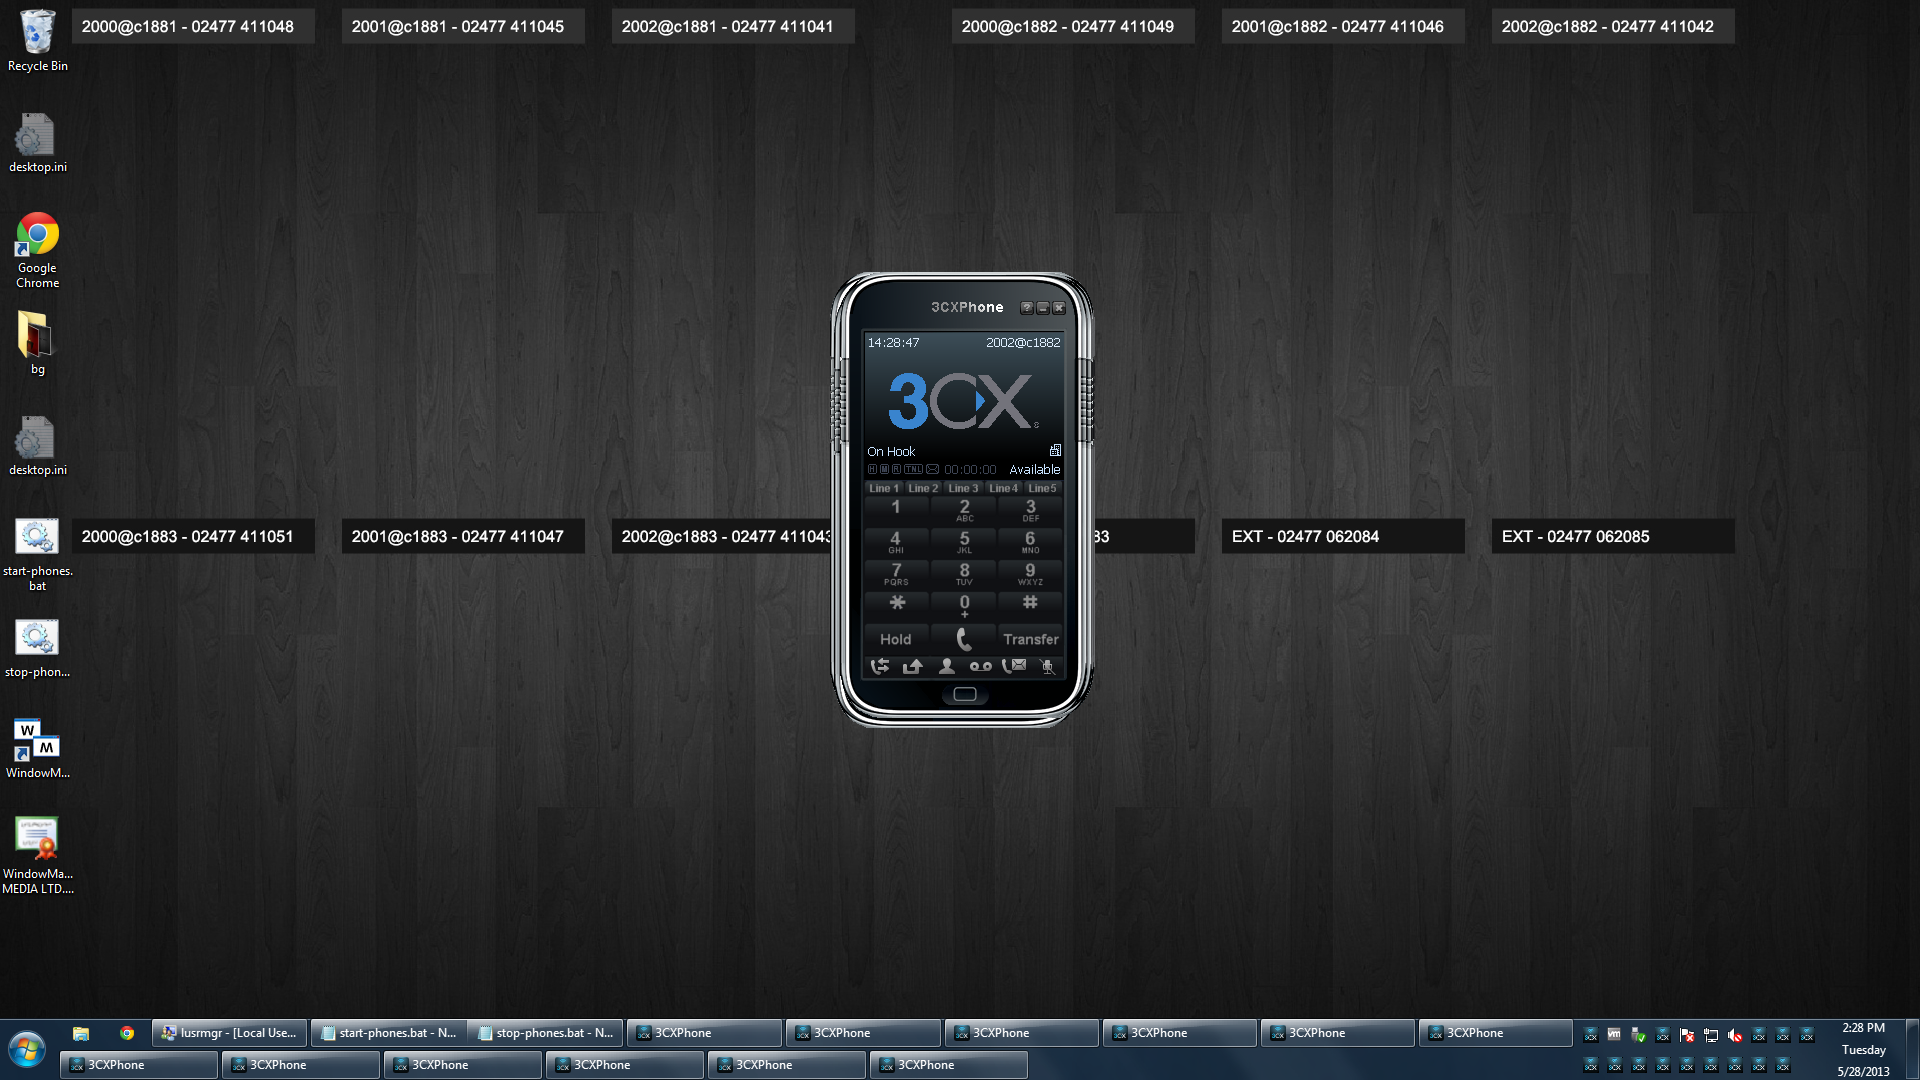 2000@c1881 - 02477 411048
2001@c1881 - 02477 411045
2002@c1881 - 02477 411041
2000@c1882 - 02477 411049
2001@c1882 - 02477 411046
2002@c1882 - 02477 411042
Recycle Bin
desktop.ini
Google
Chrome
bg
desktop.ini
2000@c1883 - 02477 411051
2001@c1883 - 02477 411047
2002@c1883 - 02477 411043
83
EXT - 02477 062084
EXT - 02477 062085
start-phones.
bat
stop-phon...
W
M
WindowM...
WindowMa...
MEDIA LTD....
3CXPhone
14:28:47
2002@c1882
3CX
On Hook
H M R TNL 00:00:00 Available
Line 1 Line 2 Line 3 Line 4 Line 5
1 2 3
ABC DEF
4 5 6
GHI JKL MNO
7 8 9
PQRS TUV WXYZ
* 0 #
+
Hold Transfer
lusrmgr - [Local Use...
start-phones.bat - N...
stop-phones.bat - N...
3CXPhone
3CXPhone
3CXPhone
3CXPhone
3CXPhone
3CXPhone
3CXPhone
3CXPhone
3CXPhone
3CXPhone
3CXPhone
3CXPhone
2:28 PM
Tuesday
5/28/2013